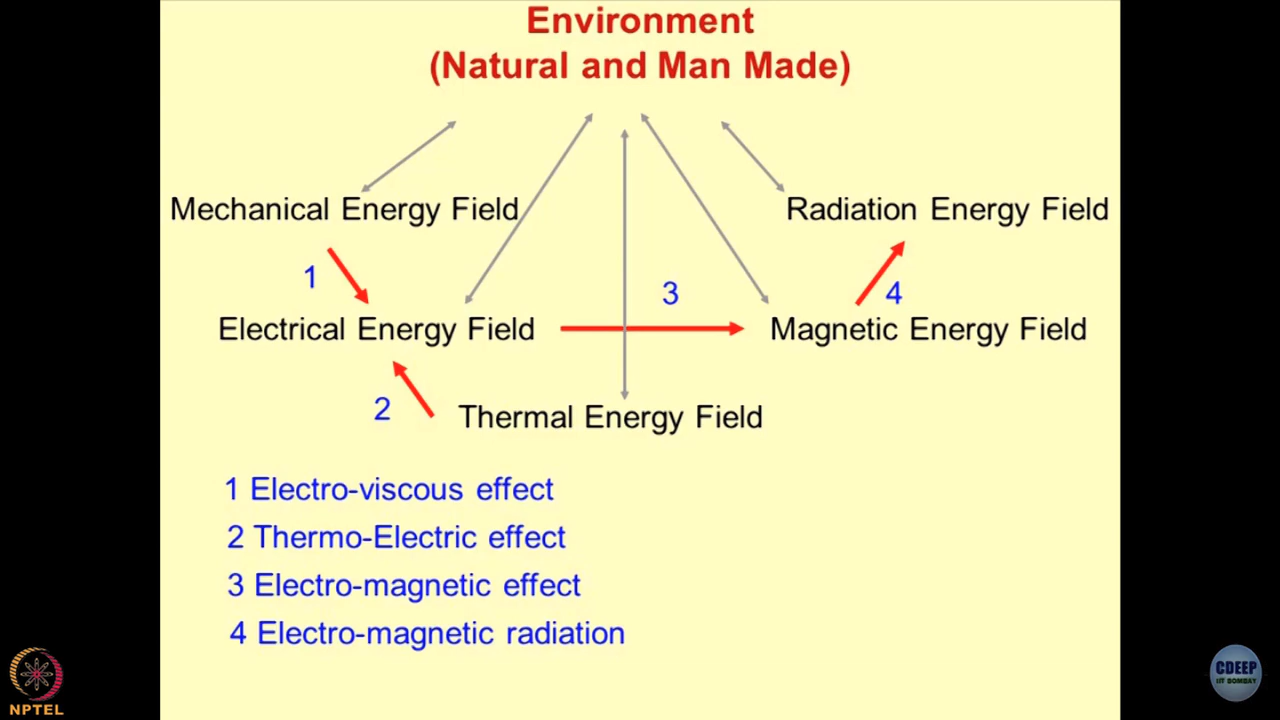 Environment
(Natural and Man Made)
Mechanical Energy Field
Radiation Energy Field
1
3
4
Electrical Energy Field
Magnetic Energy Field
2
Thermal Energy Field
1 Electro-viscous effect
2 Thermo-Electric effect
3 Electro-magnetic effect
4 Electro-magnetic radiation
NPTEL
CDEEP
IIT BOMBAY